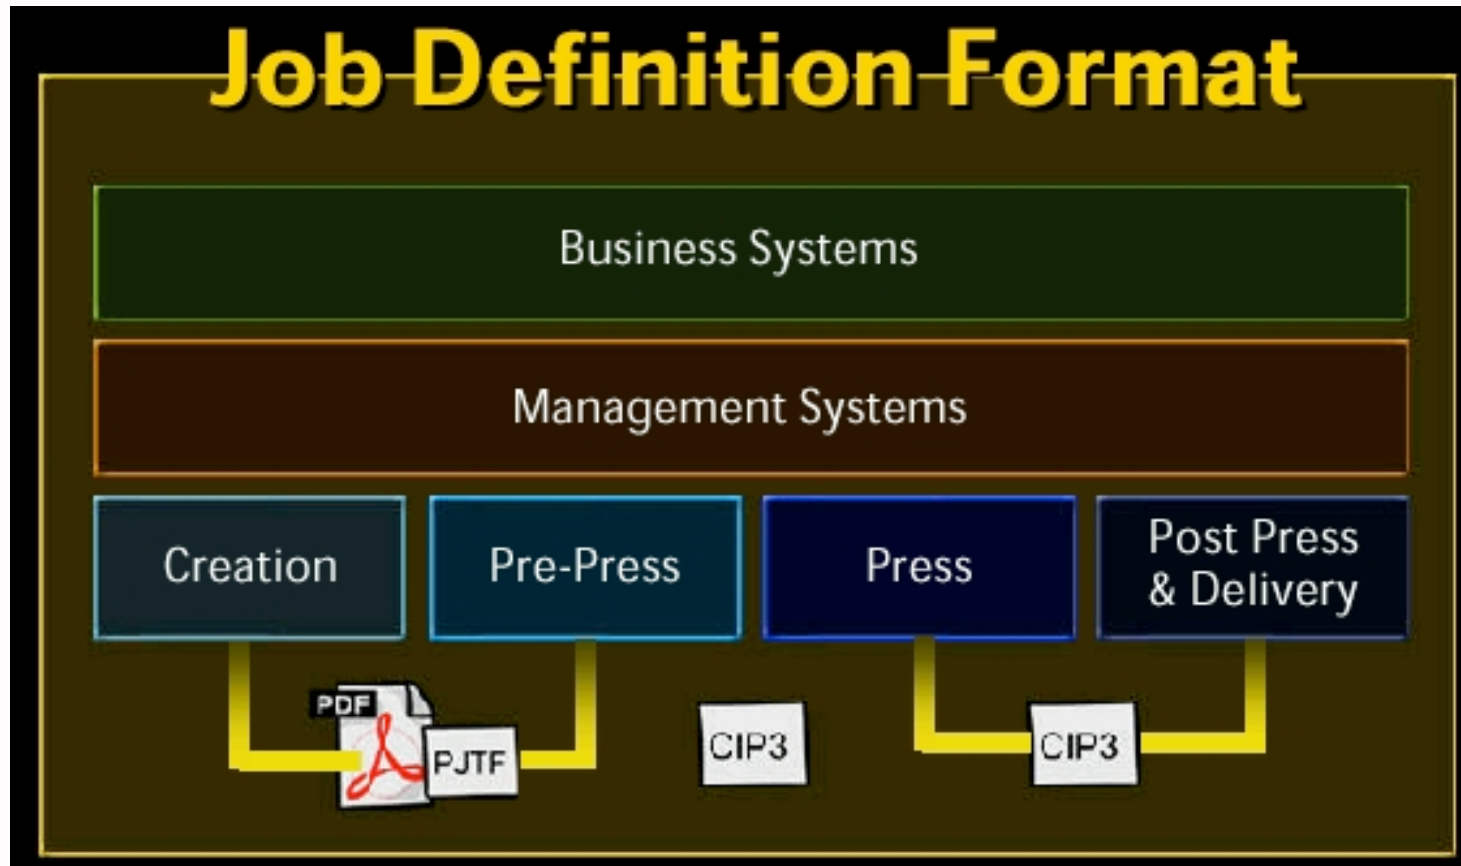 Job Definition Format
Business Systems
Management Systems
Creation
Pre-Press
Press
Post Press
& Delivery
PDF
PJTF
CIP3
CIP3